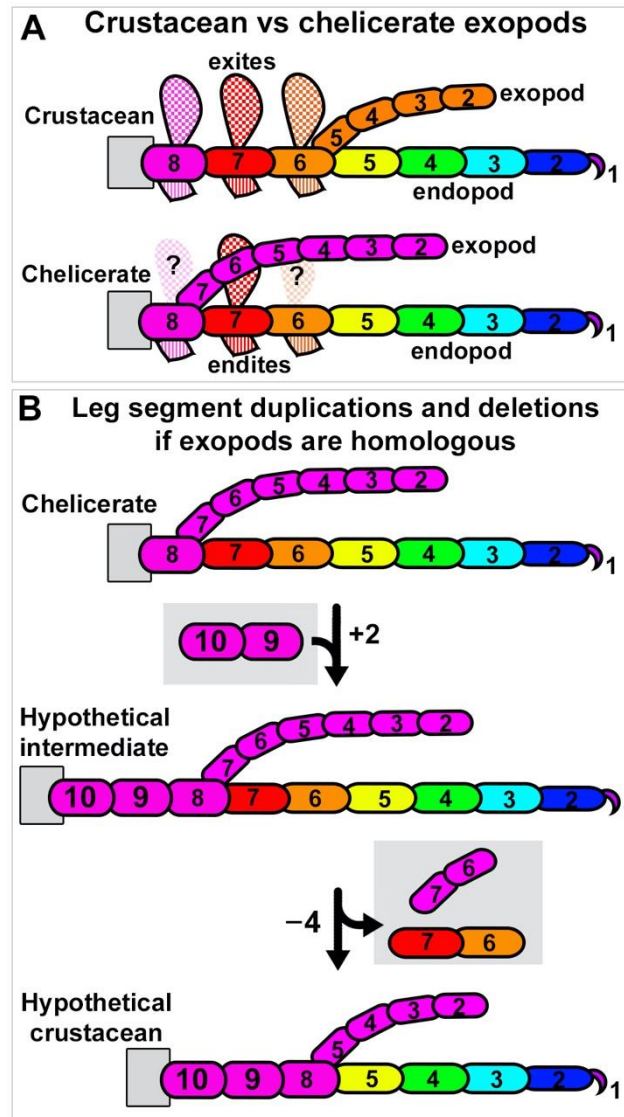 A Crustacean vs chelicerate exopods
exites
Crustacean
exopod
5 4 3 2
8 7 6 5 4 3 2 1
endopod
Chelicerate
? ?
7 6 5 4 3 2
exopod
8 7 6 5 4 3 2 1
endites
endopod
B Leg segment duplications and deletions
if exopods are homologous
Chelicerate
7 6 5 4 3 2
8 7 6 5 4 3 2 1
10 9
+2
Hypothetical
intermediate
7 6 5 4 3 2
10 9 8 7 6 5 4 3 2 1
−4
7 6
7 6
Hypothetical
crustacean
5 4 3 2
10 9 8 5 4 3 2 1